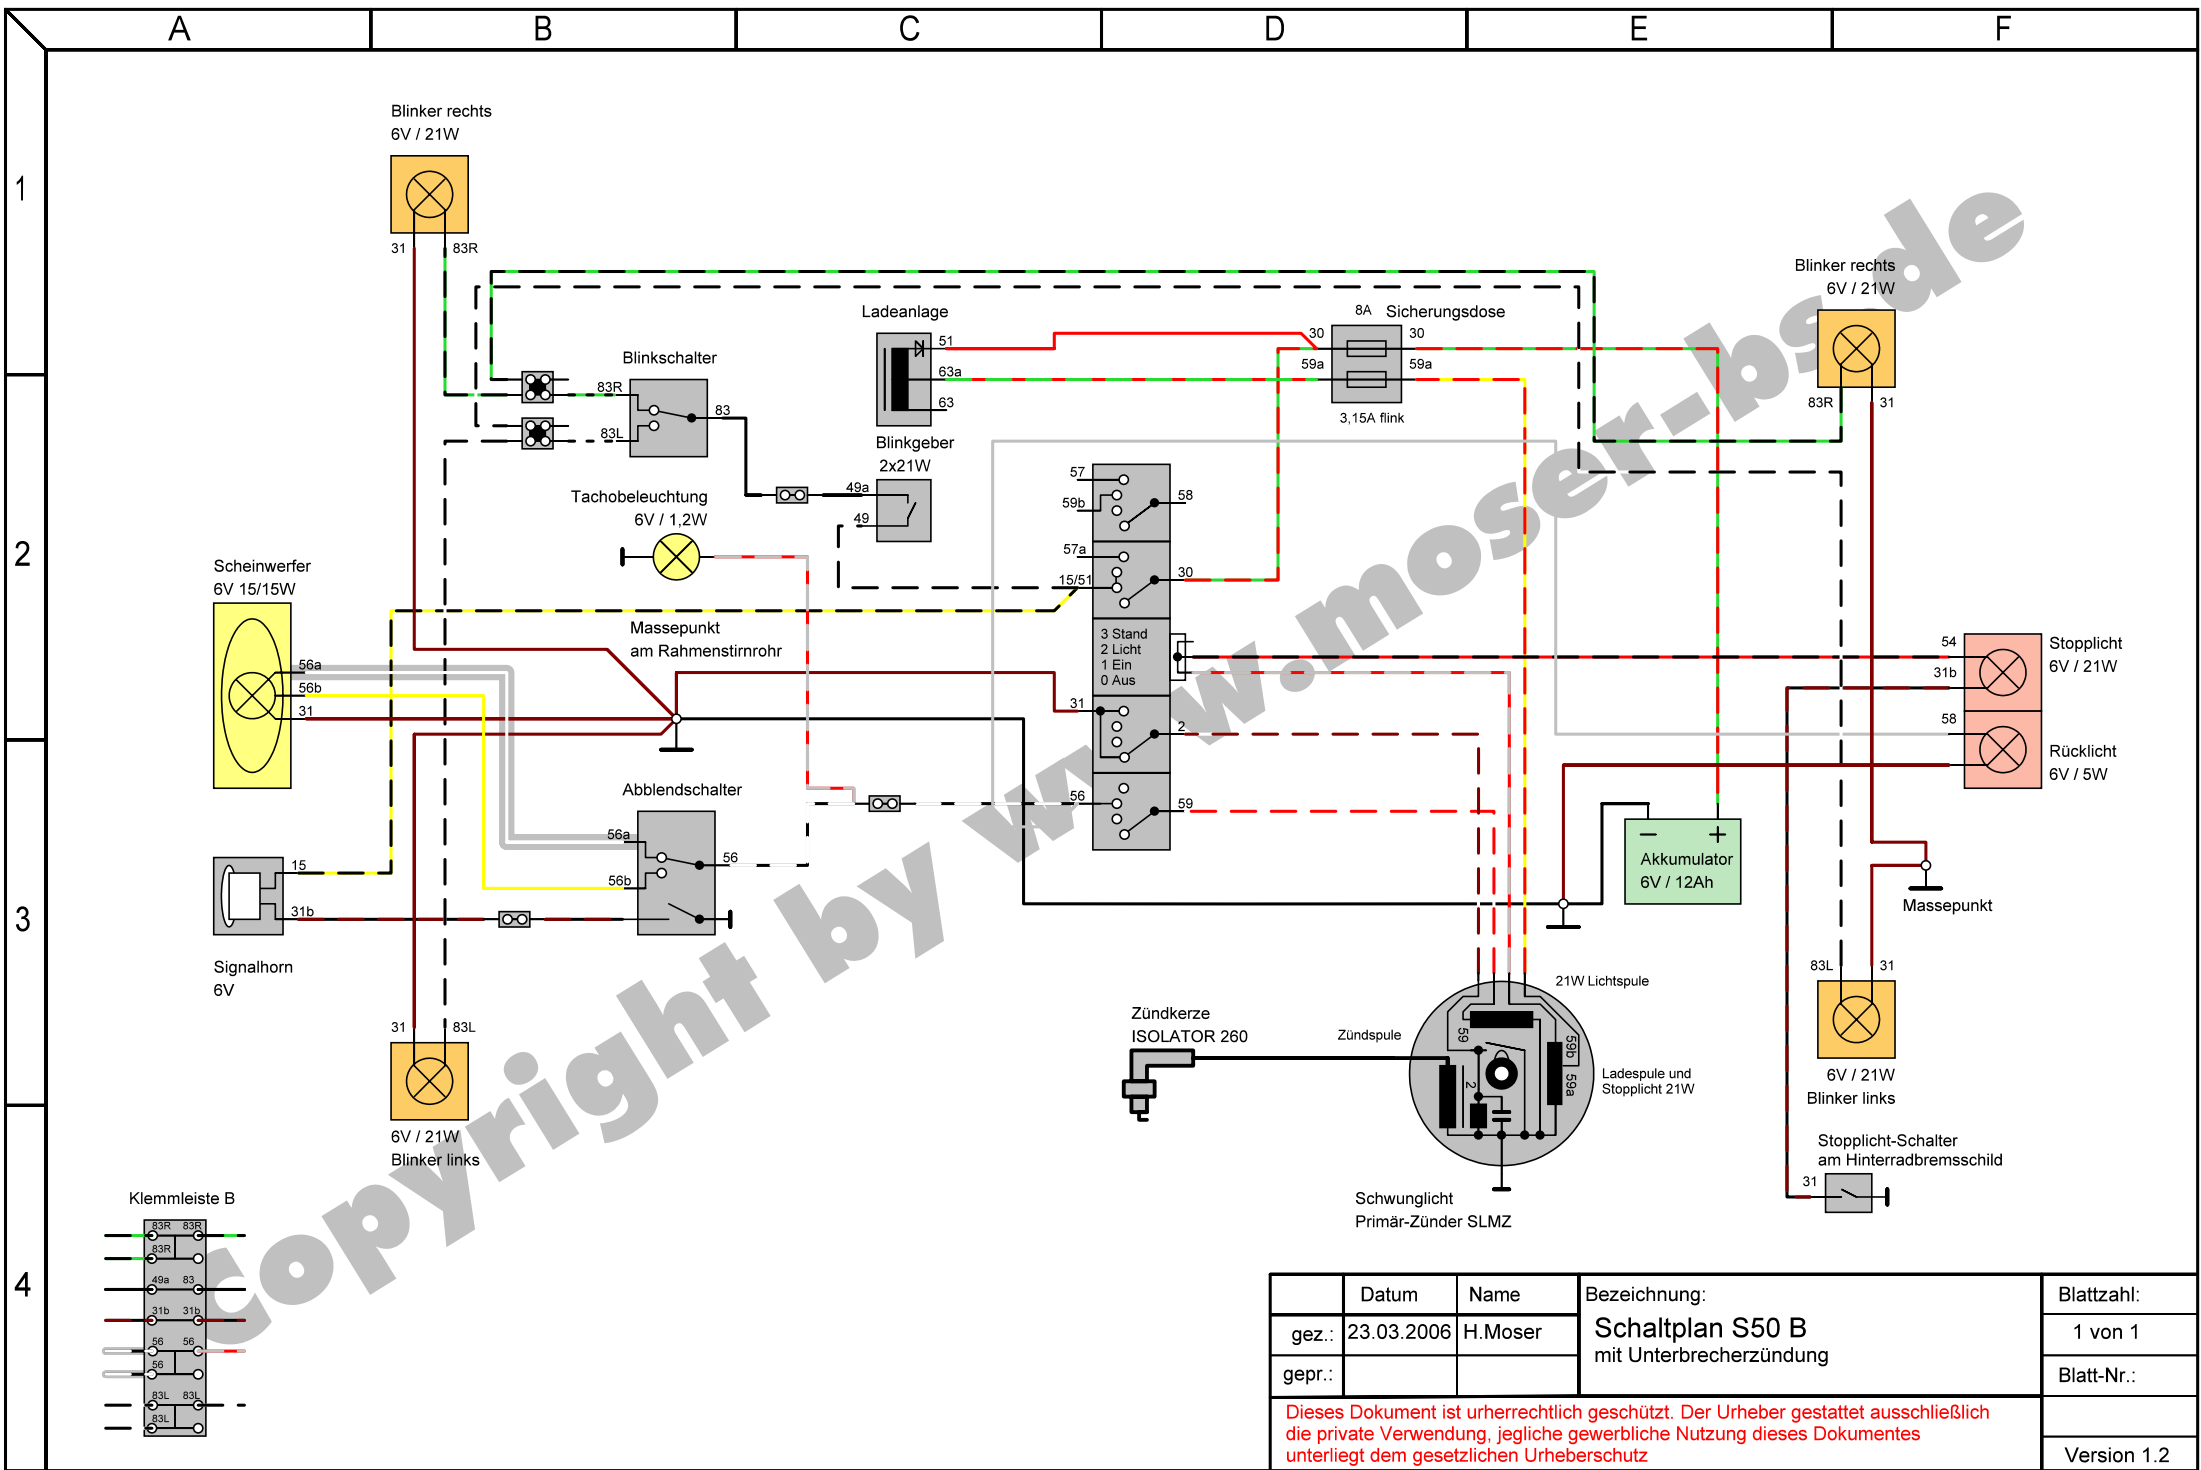 A B C D E F
1
2
3
4
Blinker rechts
6V / 21W
31 83R
Blinkschalter
83R
83L
83
Ladeanlage
51
63a
63
Blinkgeber
2x21W
49a
49
8A Sicherungsdose
30 30
59a 59a
3,15A flink
Blinker rechts
6V / 21W
83R 31
Tachobeleuchtung
6V / 1,2W
57
59b
58
57a
15/51
30
3 Stand
2 Licht
1 Ein
0 Aus
31
2
56
59
Scheinwerfer
6V 15/15W
56a
56b
31
Massepunkt
am Rahmenstirnrohr
54
31b
58
Stopplicht
6V / 21W
Rücklicht
6V / 5W
Abblendschalter
56a
56b
56
15
31b
Signalhorn
6V
Akkumulator
6V / 12Ah
Massepunkt
31 83L
6V / 21W
Blinker links
Zündkerze
ISOLATOR 260
Zündspule
21W Lichtspule
59
59b
59a
2
Ladespule und
Stopplicht 21W
Schwunglicht
Primär-Zünder SLMZ
83L 31
6V / 21W
Blinker links
Stopplicht-Schalter
am Hinterradbremsschild
31
Klemmleiste B
83R 83R
83R
49a 83
31b 31b
56 56
56
83L 83L
83L
Copyright by www.moser-bs.de
Datum Name
gez.: 23.03.2006 H.Moser
gepr.:
Bezeichnung:
Schaltplan S50 B
mit Unterbrecherzündung
Blattzahl:
1 von 1
Blatt-Nr.:
Version 1.2
Dieses Dokument ist urherrechtlich geschützt. Der Urheber gestattet ausschließlich
die private Verwendung, jegliche gewerbliche Nutzung dieses Dokumentes
unterliegt dem gesetzlichen Urheberschutz